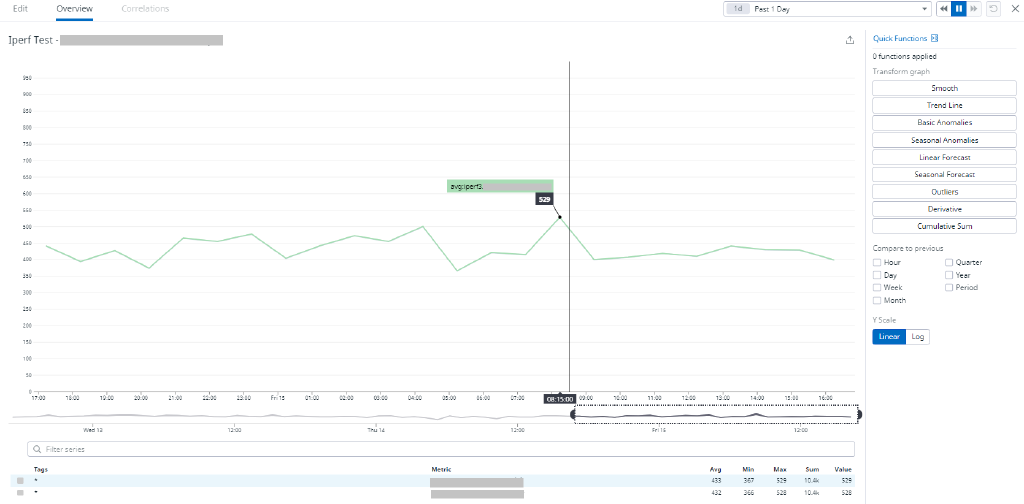 Edit Overview Correlations 1d Past 1 Day
Iperf Test -
Quick Functions
0 functions applied
Transform graph
Smooth
Trend Line
Basic Anomalies
Seasonal Anomalies
Linear Forecast
Seasonal Forecast
Outliers
Derivative
Cumulative Sum
Compare to previous
Hour Quarter
Day Year
Week Period
Month
Y Scale
Linear Log
950
900
850
800
750
700
650
600
550
500
450
400
350
300
250
200
150
100
50
0
avg:iperf3.
529
17:00 18:00 19:00 20:00 21:00 22:00 23:00 Fri 15 01:00 02:00 03:00 04:00 05:00 06:00 07:00 08:15:00 09:00 10:00 11:00 12:00 13:00 14:00 15:00 16:00
Wed 13 12:00 Thu 14 12:00 Fri 15 12:00
Filter series
Tags Metric Avg Min Max Sum Value
* 433 367 529 10.4k 529
* 432 366 528 10.4k 528